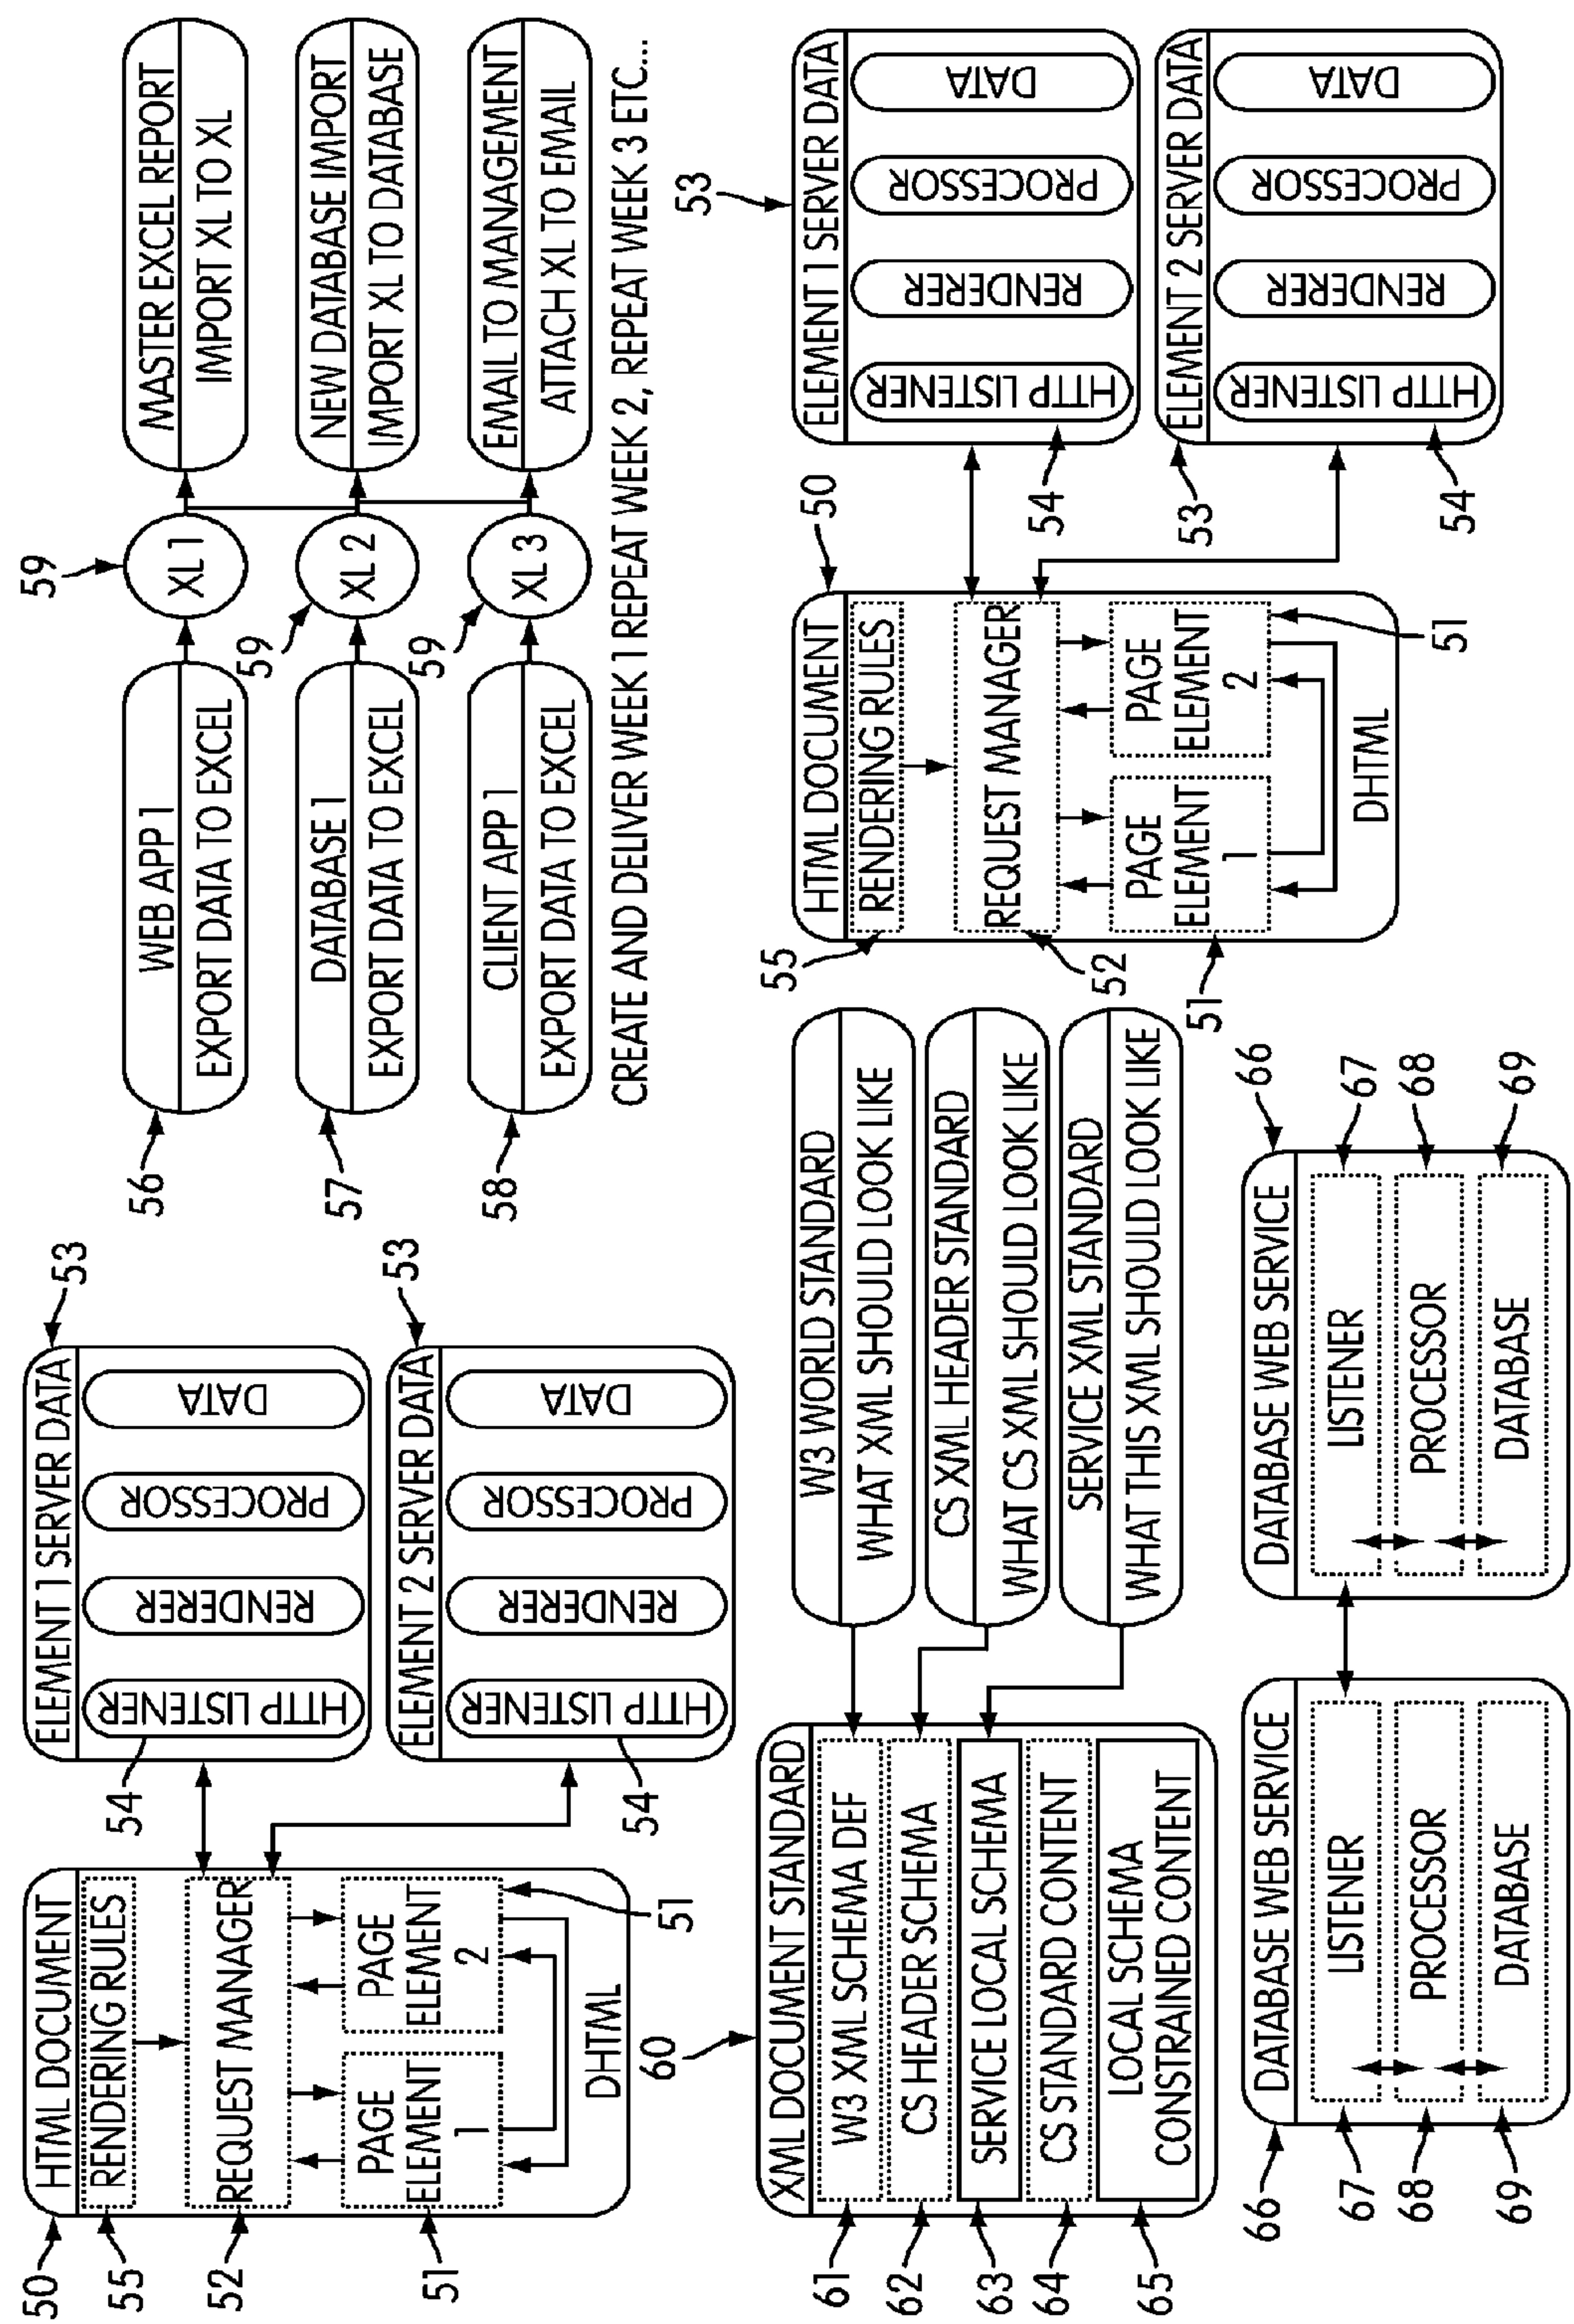 50
HTML DOCUMENT
55
RENDERING RULES
52
REQUEST MANAGER
51
PAGE
ELEMENT
1
PAGE
ELEMENT
2
51
DHTML
53
ELEMENT 1 SERVER DATA
54
HTTP LISTENER
RENDERER
PROCESSOR
DATA
53
ELEMENT 2 SERVER DATA
54
HTTP LISTENER
RENDERER
PROCESSOR
DATA
56
WEB APP 1
EXPORT DATA TO EXCEL
59
XL 1
MASTER EXCEL REPORT
IMPORT XL TO XL
57
DATABASE 1
EXPORT DATA TO EXCEL
59
XL 2
NEW DATABASE IMPORT
IMPORT XL TO DATABASE
58
CLIENT APP 1
EXPORT DATA TO EXCEL
59
XL 3
EMAIL TO MANAGEMENT
ATTACH XL TO EMAIL
CREATE AND DELIVER WEEK 1 REPEAT WEEK 2, REPEAT WEEK 3 ETC...
60
XML DOCUMENT STANDARD
61
W3 XML SCHEMA DEF
62
CS HEADER SCHEMA
63
SERVICE LOCAL SCHEMA
64
CS STANDARD CONTENT
65
LOCAL SCHEMA
CONSTRAINED CONTENT
W3 WORLD STANDARD
WHAT XML SHOULD LOOK LIKE
CS XML HEADER STANDARD
WHAT CS XML SHOULD LOOK LIKE
SERVICE XML STANDARD
WHAT THIS XML SHOULD LOOK LIKE
50
HTML DOCUMENT
55
RENDERING RULES
52
REQUEST MANAGER
51
PAGE
ELEMENT
1
PAGE
ELEMENT
2
51
DHTML
53
ELEMENT 1 SERVER DATA
54
HTTP LISTENER
RENDERER
PROCESSOR
DATA
53
ELEMENT 2 SERVER DATA
54
HTTP LISTENER
RENDERER
PROCESSOR
DATA
66
DATABASE WEB SERVICE
67
LISTENER
68
PROCESSOR
69
DATABASE
66
DATABASE WEB SERVICE
67
LISTENER
68
PROCESSOR
69
DATABASE